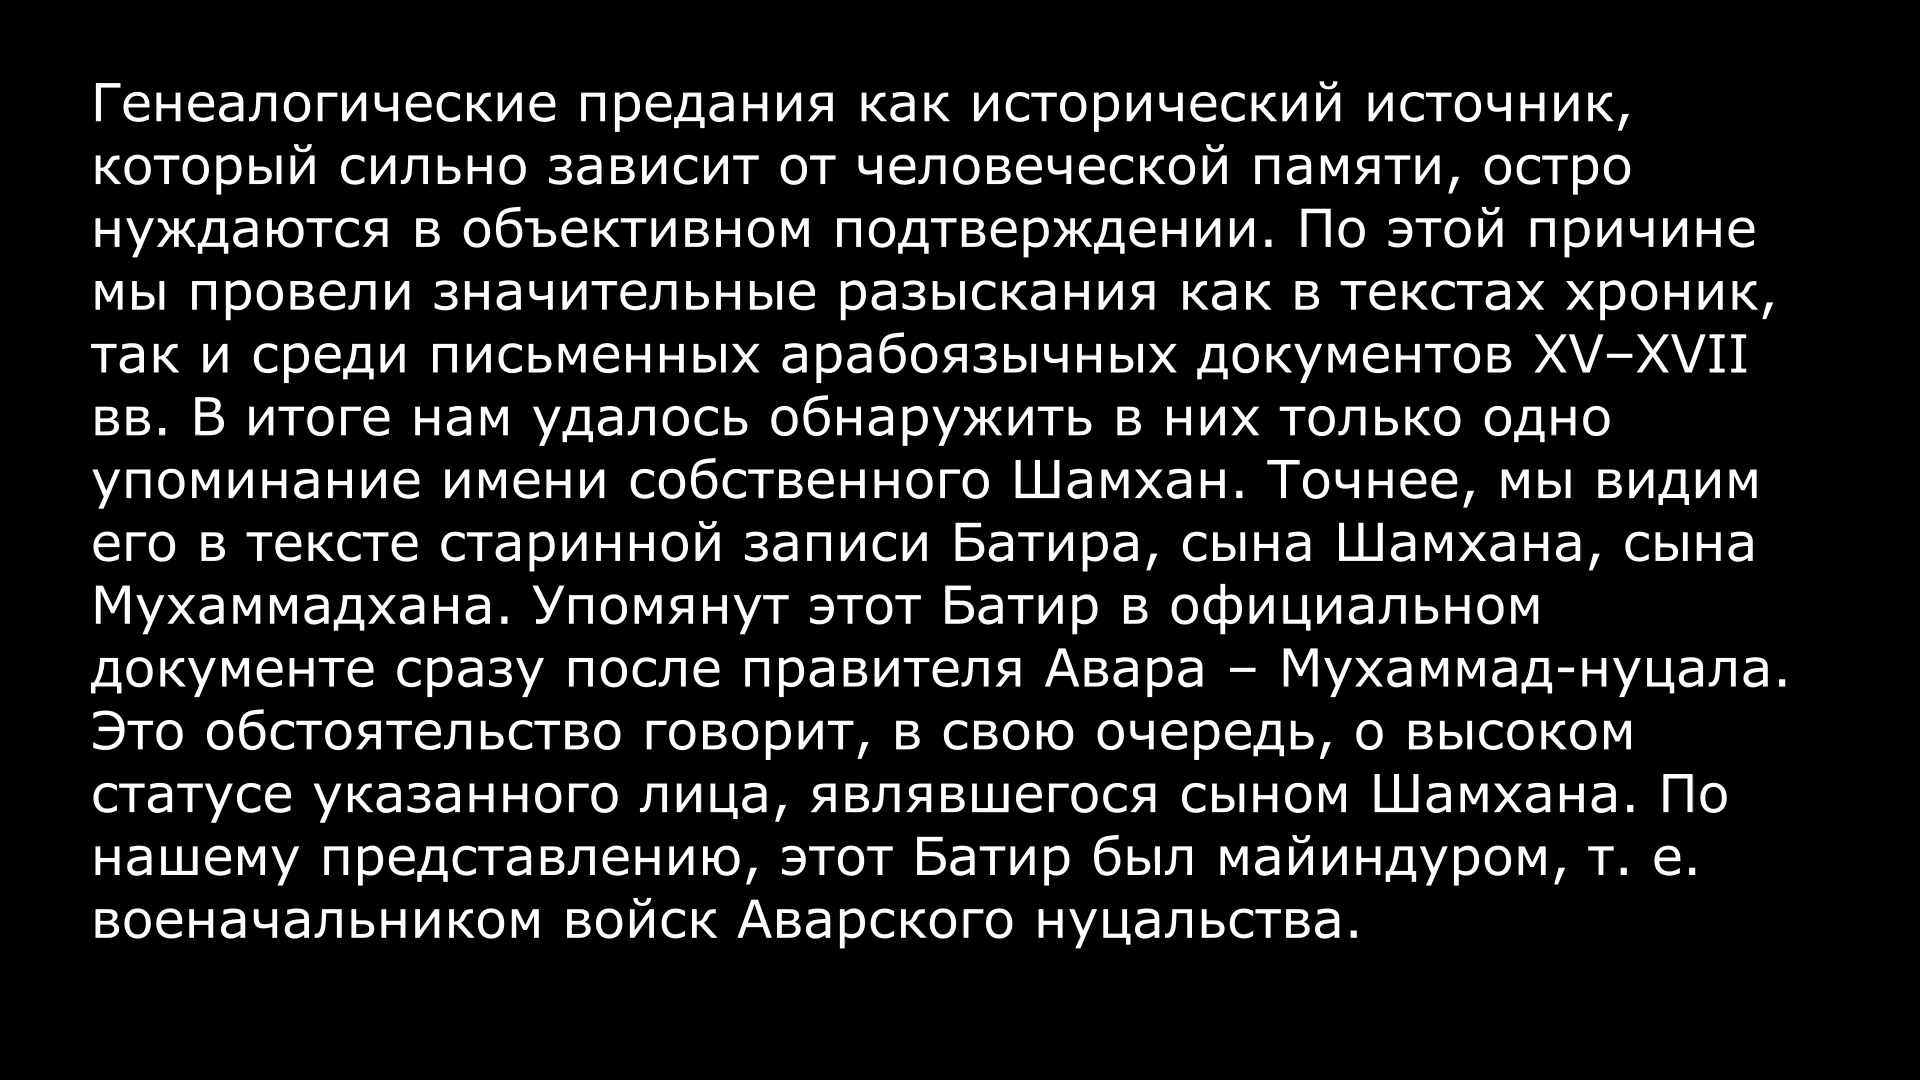 Генеалогические предания как исторический источник,
который сильно зависит от человеческой памяти, остро
нуждаются в объективном подтверждении. По этой причине
мы провели значительные разыскания как в текстах хроник,
так и среди письменных арабоязычных документов XV–XVII
вв. В итоге нам удалось обнаружить в них только одно
упоминание имени собственного Шамхан. Точнее, мы видим
его в тексте старинной записи Батира, сына Шамхана, сына
Мухаммадхана. Упомянут этот Батир в официальном
документе сразу после правителя Авара – Мухаммад-нуцала.
Это обстоятельство говорит, в свою очередь, о высоком
статусе указанного лица, являвшегося сыном Шамхана. По
нашему представлению, этот Батир был майиндуром, т. е.
военачальником войск Аварского нуцальства.